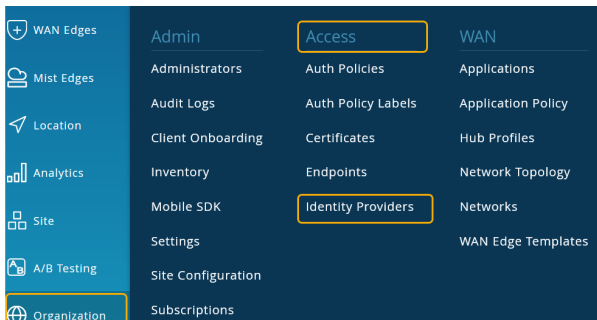 WAN Edges
Mist Edges
Location
Analytics
Site
A/B Testing
Organization
Admin
Administrators
Audit Logs
Client Onboarding
Inventory
Mobile SDK
Settings
Site Configuration
Subscriptions
Access
Auth Policies
Auth Policy Labels
Certificates
Endpoints
Identity Providers
WAN
Applications
Application Policy
Hub Profiles
Network Topology
Networks
WAN Edge Templates